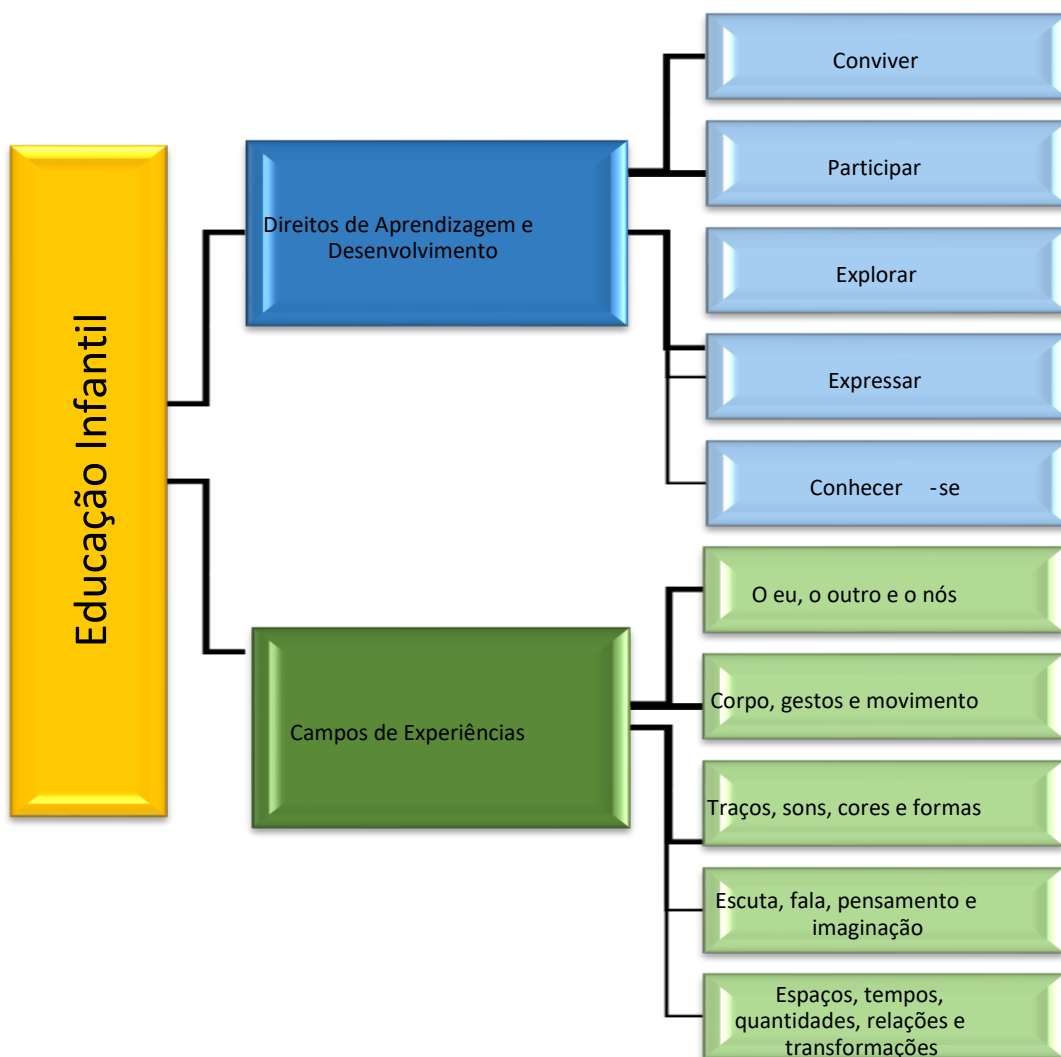 Educação Infantil
Direitos de Aprendizagem e
Desenvolvimento
Conviver
Participar
Explorar
Expressar
Conhecer -se
Campos de Experiências
O eu, o outro e o nós
Corpo, gestos e movimento
Traços, sons, cores e formas
Escuta, fala, pensamento e
imaginação
Espaços, tempos,
quantidades, relações e
transformações